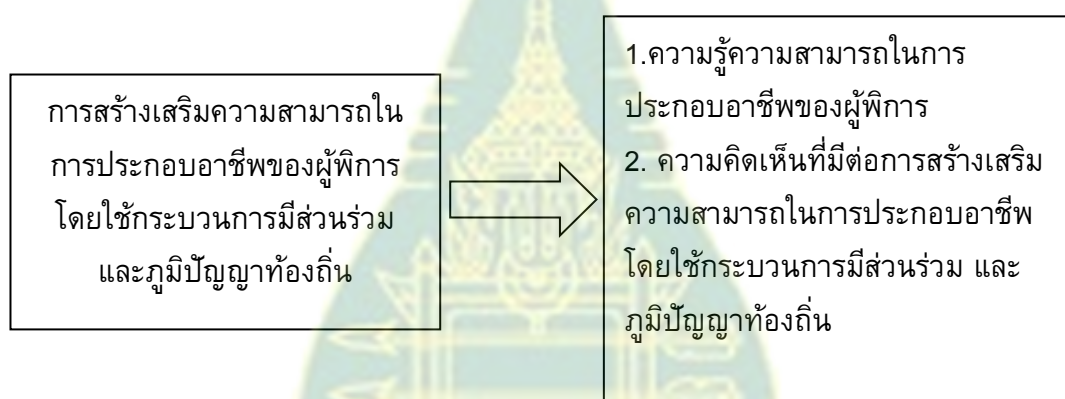 การสร้างเสริมความสามารถใน
การประกอบอาชีพของผู้พิการ
โดยใช้กระบวนการมีส่วนร่วม
และภูมิปัญญาท้องถิ่น
1.ความรู้ความสามารถในการ
ประกอบอาชีพของผู้พิการ
2. ความคิดเห็นที่มีต่อการสร้างเสริม
ความสามารถในการประกอบอาชีพ
โดยใช้กระบวนการมีส่วนร่วม และ
ภูมิปัญญาท้องถิ่น